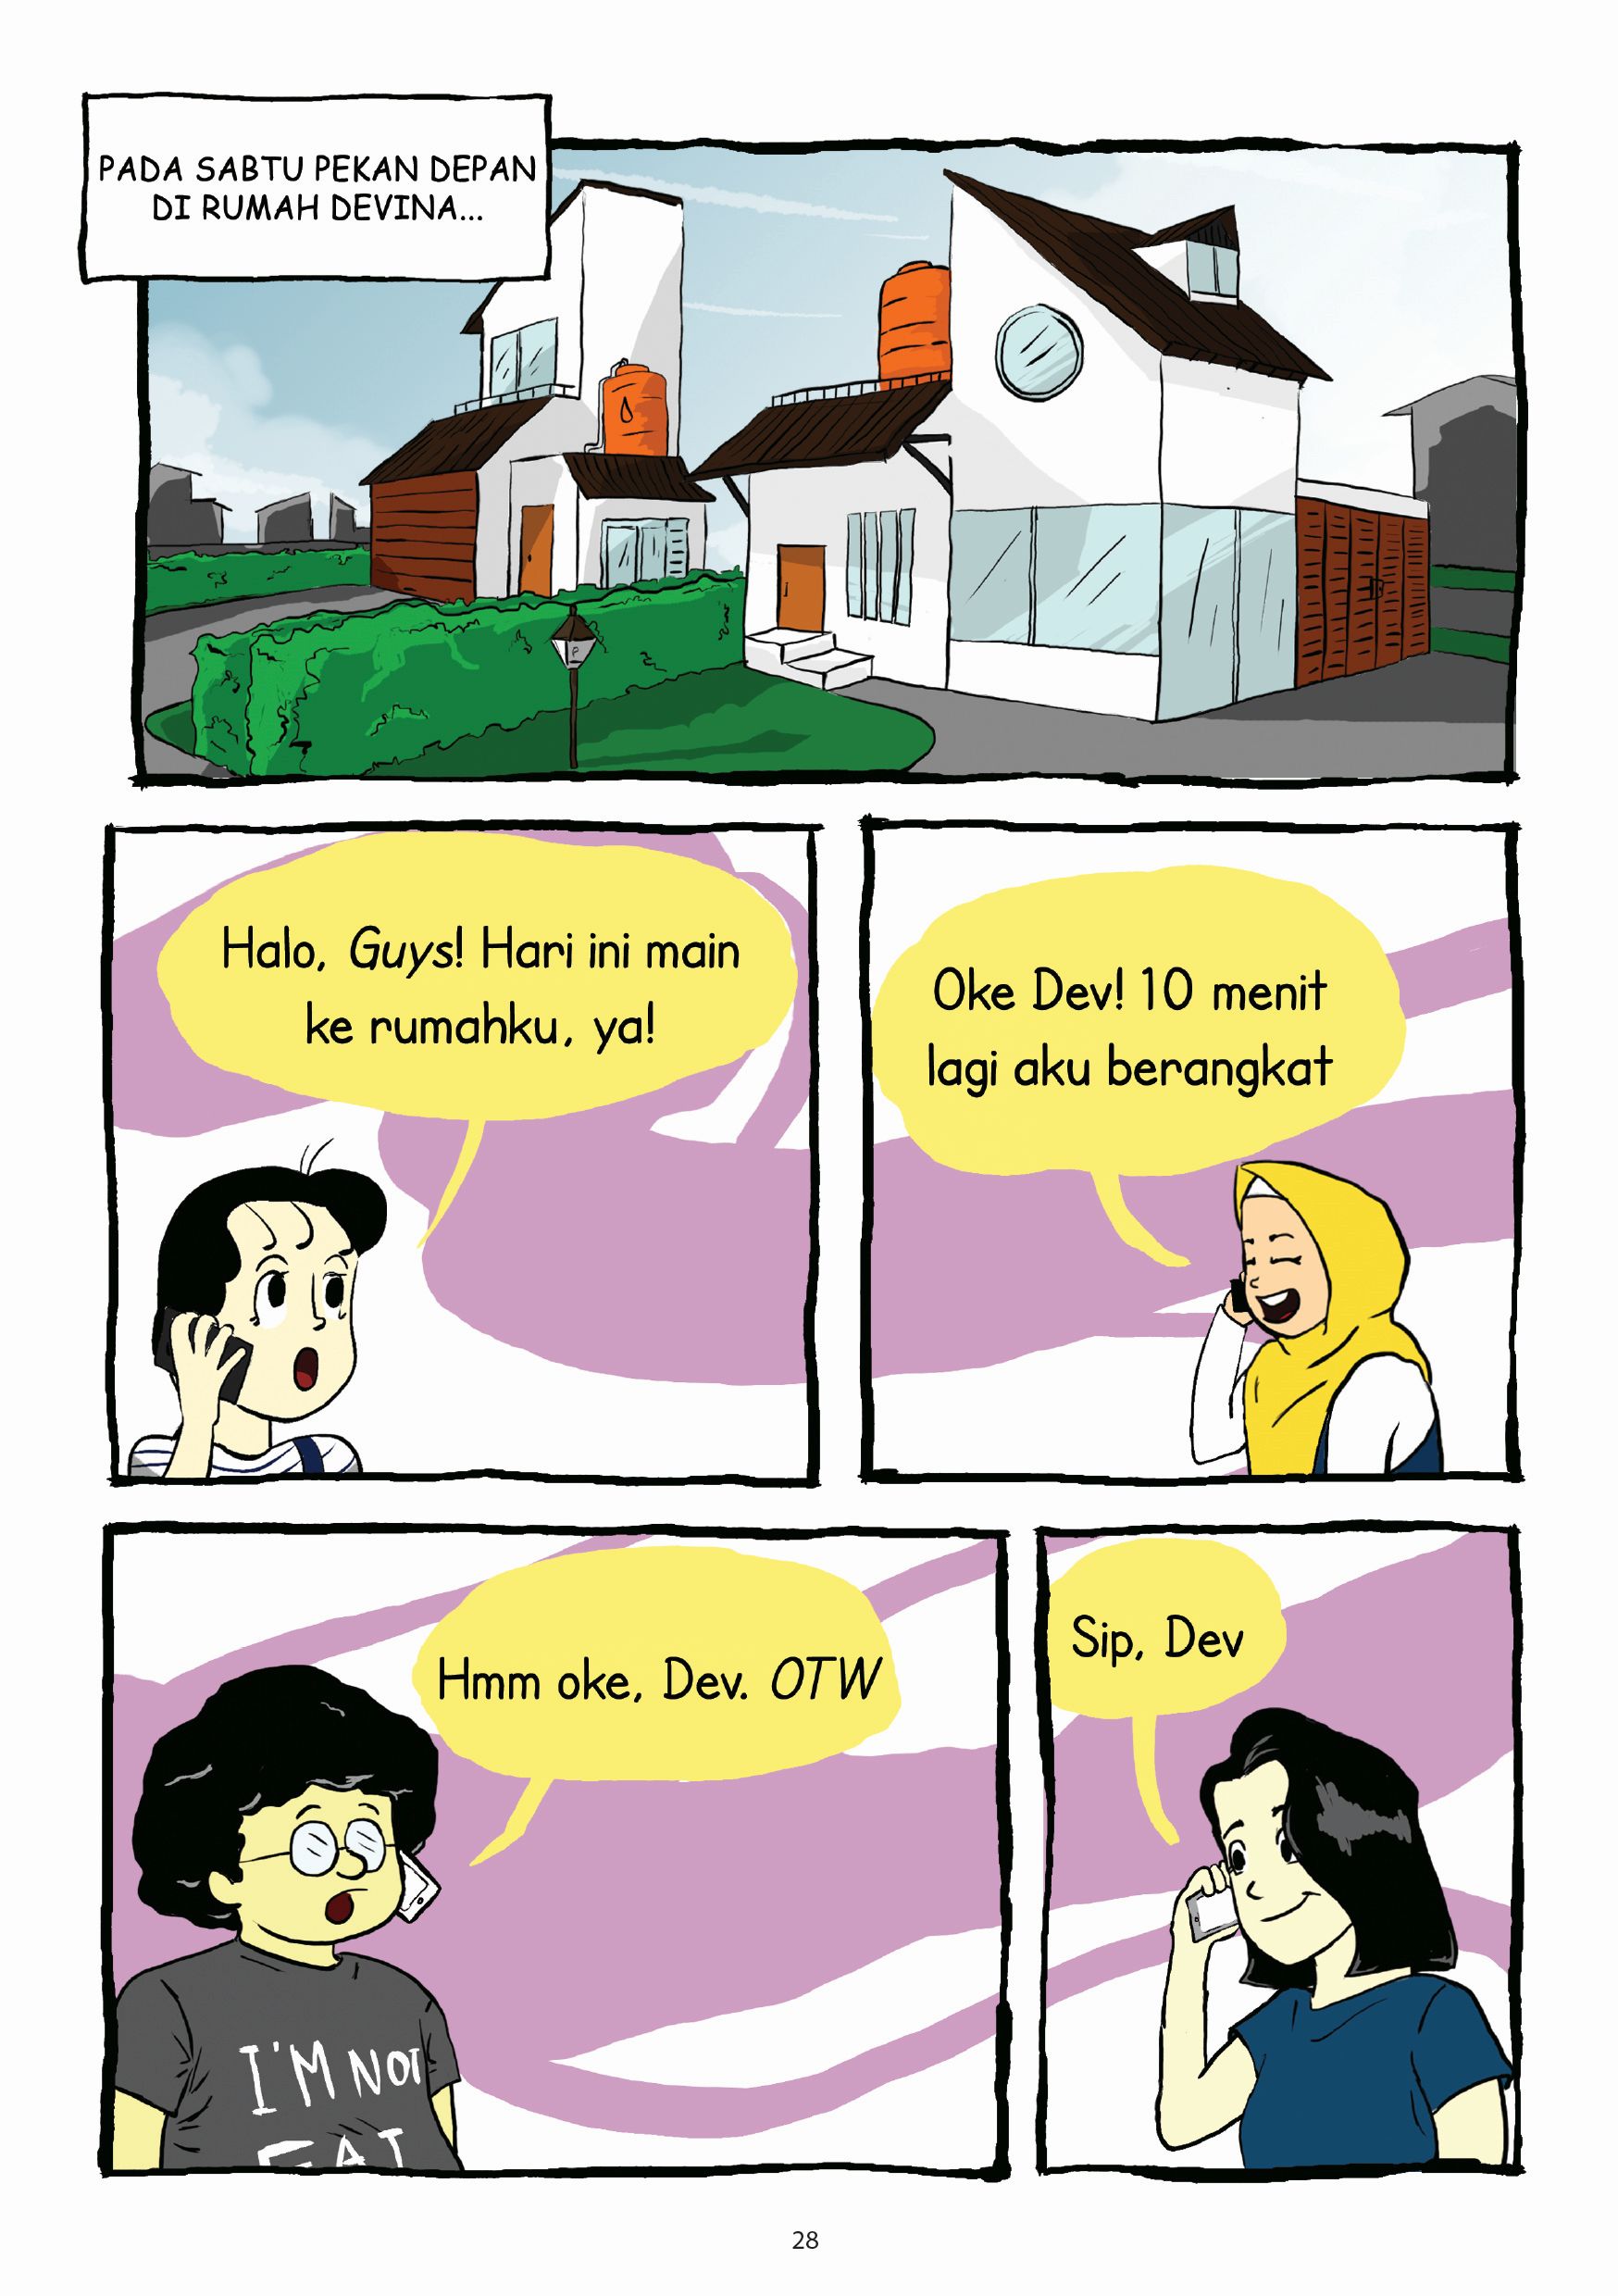 PADA SABTU PEKAN DEPAN
DI RUMAH DEVINA...
Halo, Guys! Hari ini main
ke rumahku, ya!
Oke Dev! 10 menit
lagi aku berangkat
Hmm oke, Dev. OTW
Sip, Dev
I'M NOT
FAT
28